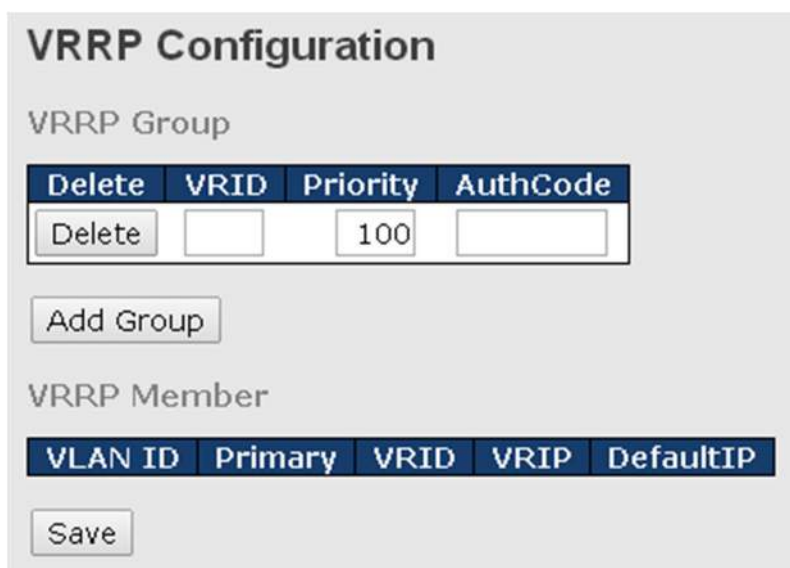 VRRP Configuration
VRRP Group
Delete VRID Priority AuthCode
Delete 100
Add Group
VRRP Member
VLAN ID Primary VRID VRIP DefaultIP
Save